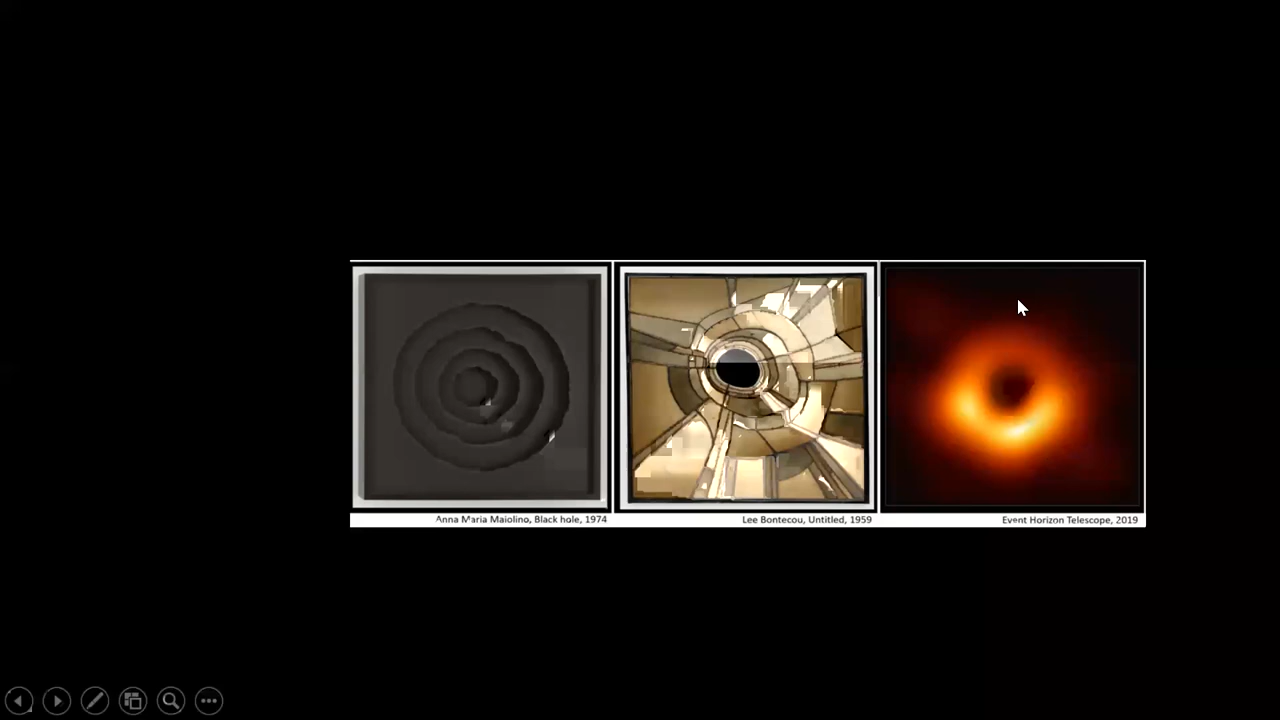 Anna Maria Maiolino, Black hole, 1974
Lee Bontecou, Untitled, 1959
Event Horizon Telescope, 2019